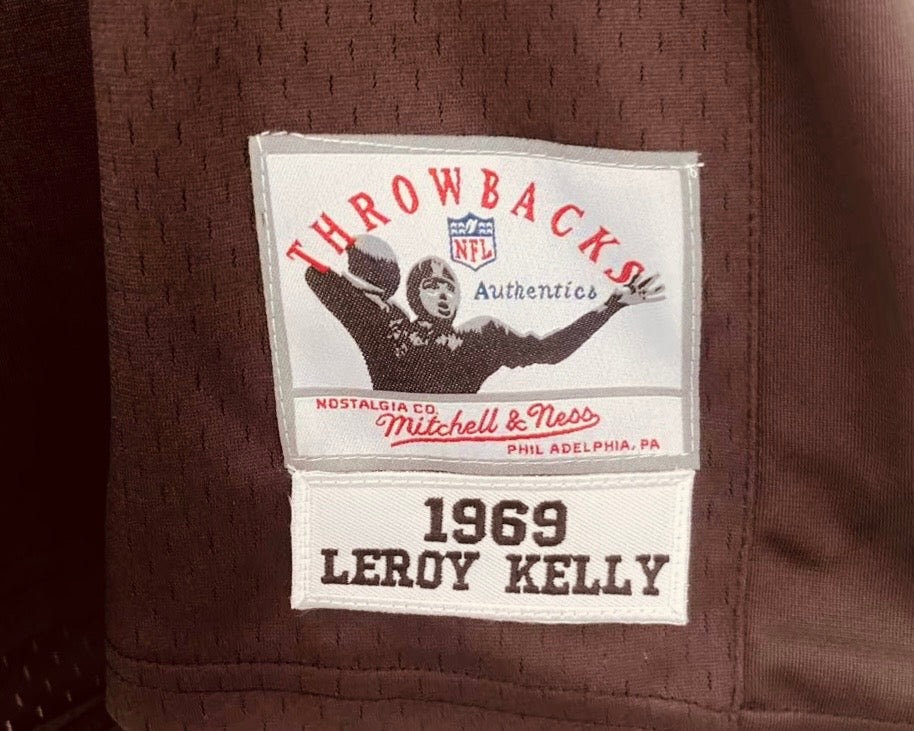 THROWBACKS
NFL
Authentics
NOSTALGIA CO.
Mitchell & Ness
PHILADELPHIA, PA
1969
LEROY KELLY